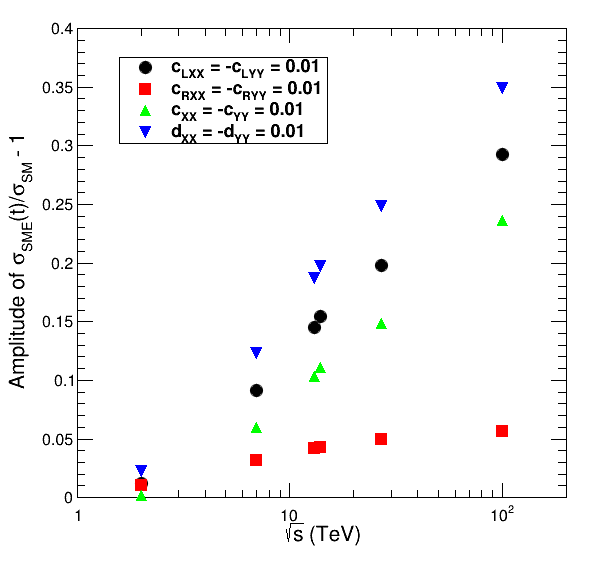 0.4
0.35
0.3
0.25
0.2
0.15
0.1
0.05
0
Amplitude of σSME(t)/σSM - 1
cLXX = -cLYY = 0.01
cRXX = -cRYY = 0.01
cXX = -cYY = 0.01
dXX = -dYY = 0.01
1
10
10²
√s (TeV)